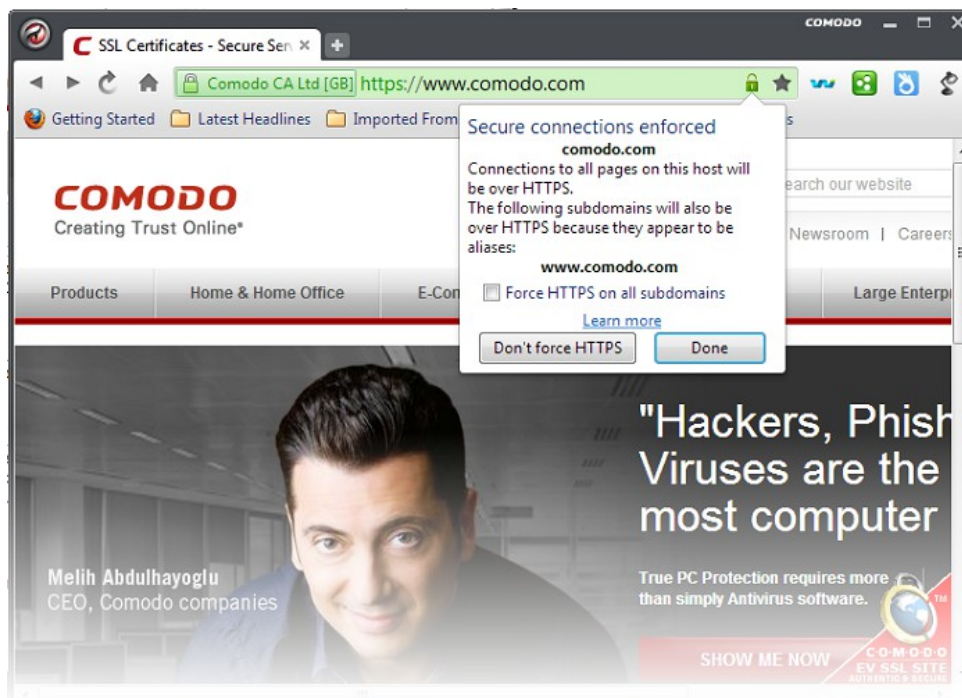 COMODO
SSL Certificates - Secure Ser
Comodo CA Ltd [GB] https://www.comodo.com
Getting Started Latest Headlines Imported From s
Secure connections enforced
comodo.com
Connections to all pages on this host will
be over HTTPS.
The following subdomains will also be
over HTTPS because they appear to be
aliases:
www.comodo.com
Force HTTPS on all subdomains
Learn more
Don't force HTTPS Done
COMODO
Creating Trust Online®
earch our website
Newsroom | Careers
Products Home & Home Office E-Con Large Enterp
"Hackers, Phish
Viruses are the
most computer
Melih Abdulhayoglu
CEO, Comodo companies
True PC Protection requires more
than simply Antivirus software.
SHOW ME NOW
TM
COMODO
EV SSL SITE
AUTHENTIC & SECURE